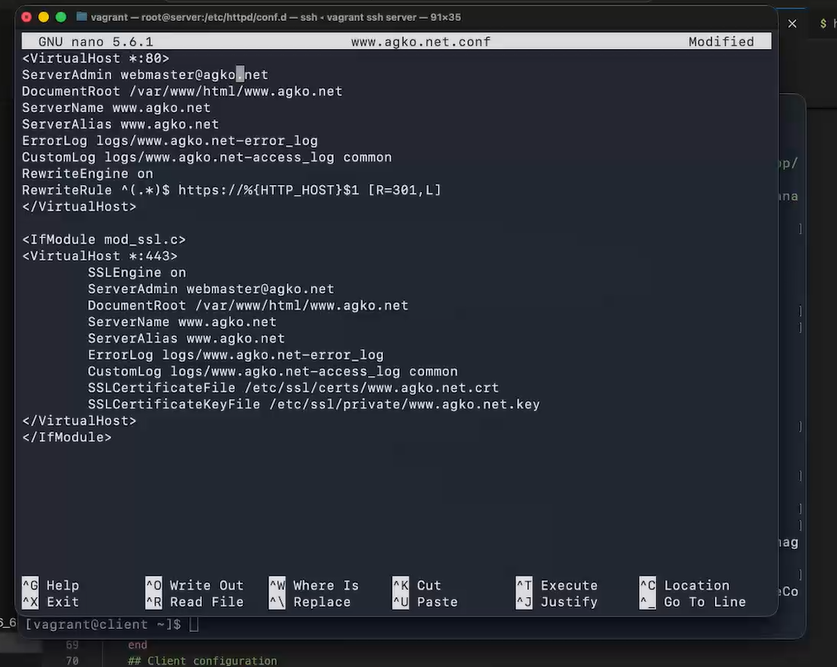 vagrant — root@server:/etc/httpd/conf.d — ssh ‹ vagrant ssh server — 91×35
GNU nano 5.6.1 www.agko.net.conf Modified
<VirtualHost *:80>
ServerAdmin webmaster@agko.net
DocumentRoot /var/www/html/www.agko.net
ServerName www.agko.net
ServerAlias www.agko.net
ErrorLog logs/www.agko.net-error_log
CustomLog logs/www.agko.net-access_log common
RewriteEngine on
RewriteRule ^(.*)$ https://%{HTTP_HOST}$1 [R=301,L]
</VirtualHost>
<IfModule mod_ssl.c>
<VirtualHost *:443>
SSLEngine on
ServerAdmin webmaster@agko.net
DocumentRoot /var/www/html/www.agko.net
ServerName www.agko.net
ServerAlias www.agko.net
ErrorLog logs/www.agko.net-error_log
CustomLog logs/www.agko.net-access_log common
SSLCertificateFile /etc/ssl/certs/www.agko.net.crt
SSLCertificateKeyFile /etc/ssl/private/www.agko.net.key
</VirtualHost>
</IfModule>
^G Help ^O Write Out ^W Where Is ^K Cut ^T Execute ^C Location
^X Exit ^R Read File ^\ Replace ^U Paste ^J Justify ^_ Go To Line
[vagrant@client ~]$
69 end
70 ## Client configuration